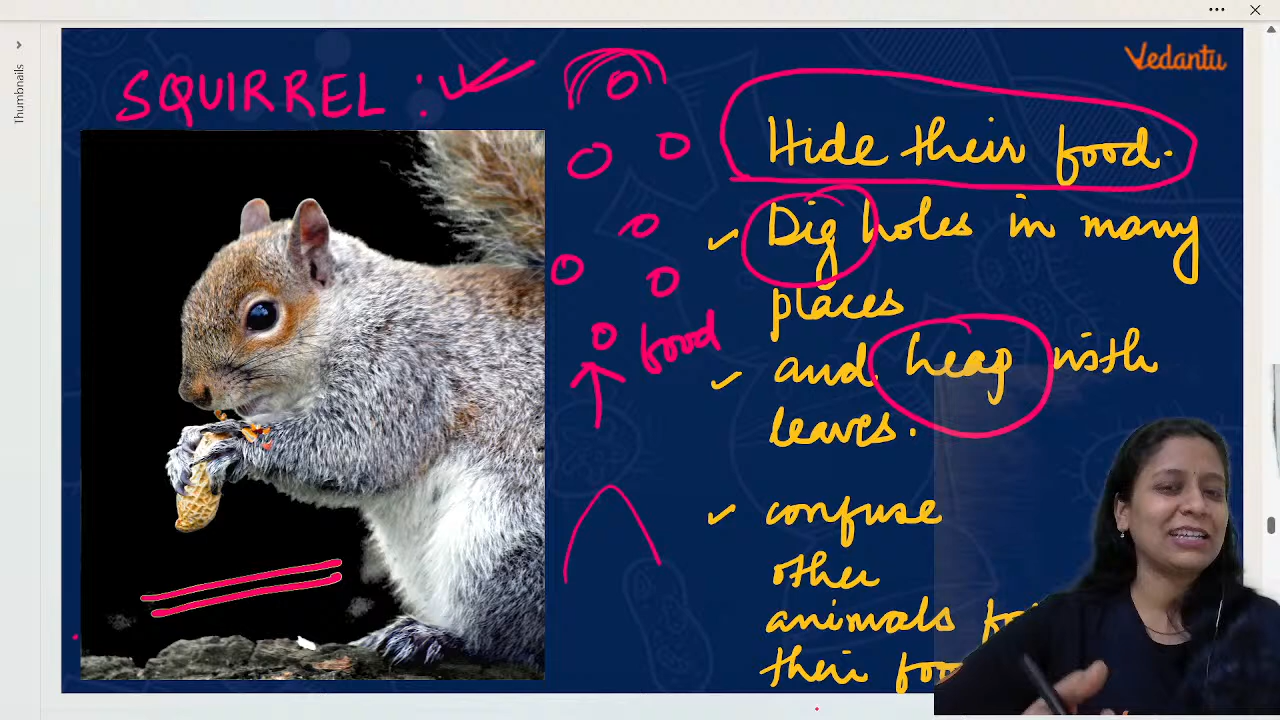 Thumbnails
Vedantu
SQUIRREL :
Hide their food.
Dig holes in many
places
and heap with
leaves.
food
confuse
other
animals
their